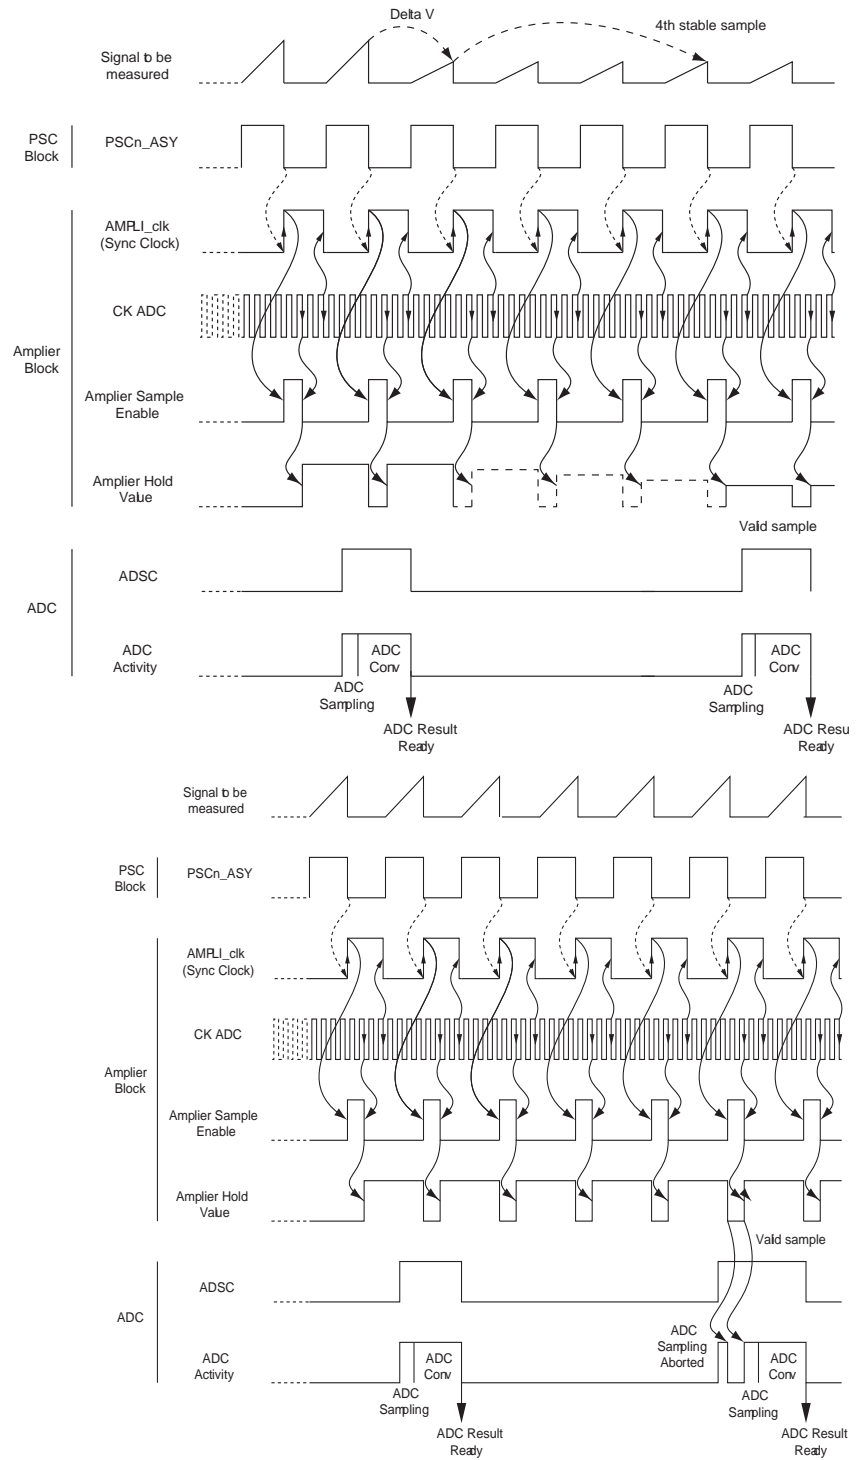 Delta V
4th stable sample
Signal to be
measured
PSC
Block
PSCn_ASY
AMPLI_clk
(Sync Clock)
CK ADC
Amplier
Block
Amplier Sample
Enable
Amplier Hold
Value
Valid sample
ADSC
ADC
ADC
Activity
ADC
Conv
ADC
Sampling
ADC Result
Ready
ADC
Conv
ADC
Sampling
ADC Resu
Ready
Signal to be
measured
PSC
Block
PSCn_ASY
AMPLI_clk
(Sync Clock)
CK ADC
Amplier
Block
Amplier Sample
Enable
Amplier Hold
Value
Valid sample
ADSC
ADC
ADC
Sampling
Aborted
ADC
Activity
ADC
Conv
ADC
Sampling
ADC Result
Ready
ADC
Conv
ADC
Sampling
ADC Result
Ready